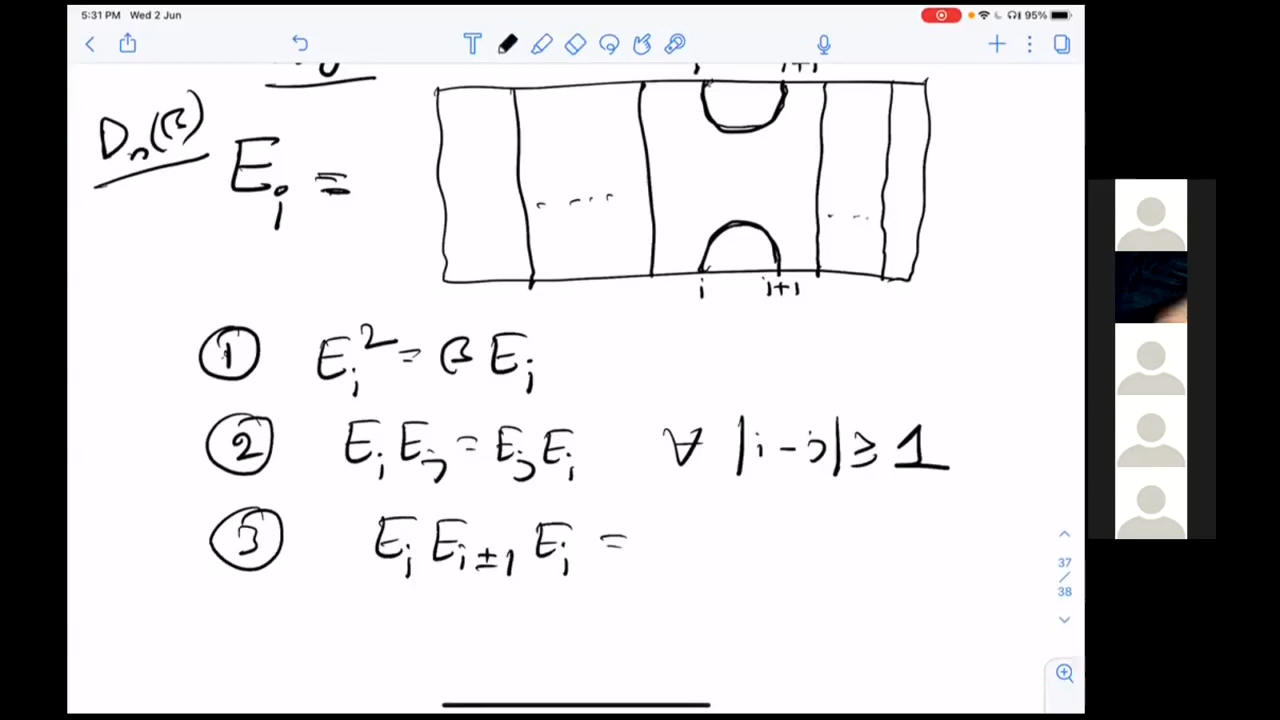 5:31 PM Wed 2 Jun
95%
i i+1
Dₙ(β)
Eᵢ =
i i+1
① Eᵢ² = β Eᵢ
② Eᵢ Eⱼ = Eⱼ Eᵢ ∀ |i - j| ≥ 1
③ Eᵢ Eᵢ±₁ Eᵢ =
37
/
38